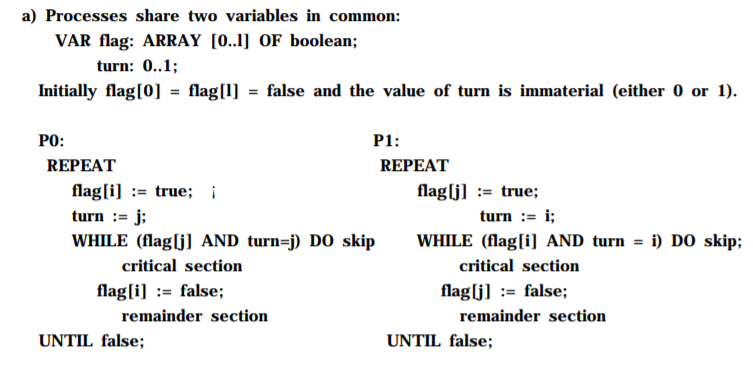 a) Processes share two variables in common:
VAR flag: ARRAY [0..l] OF boolean;
turn: 0..1;
Initially flag[0] = flag[l] = false and the value of turn is immaterial (either 0 or 1).
P0: P1:
REPEAT REPEAT
flag[i] := true; ¡ flag[j] := true;
turn := j; turn := i;
WHILE (flag[j] AND turn=j) DO skip WHILE (flag[i] AND turn = i) DO skip;
critical section critical section
flag[i] := false; flag[j] := false;
remainder section remainder section
UNTIL false; UNTIL false;